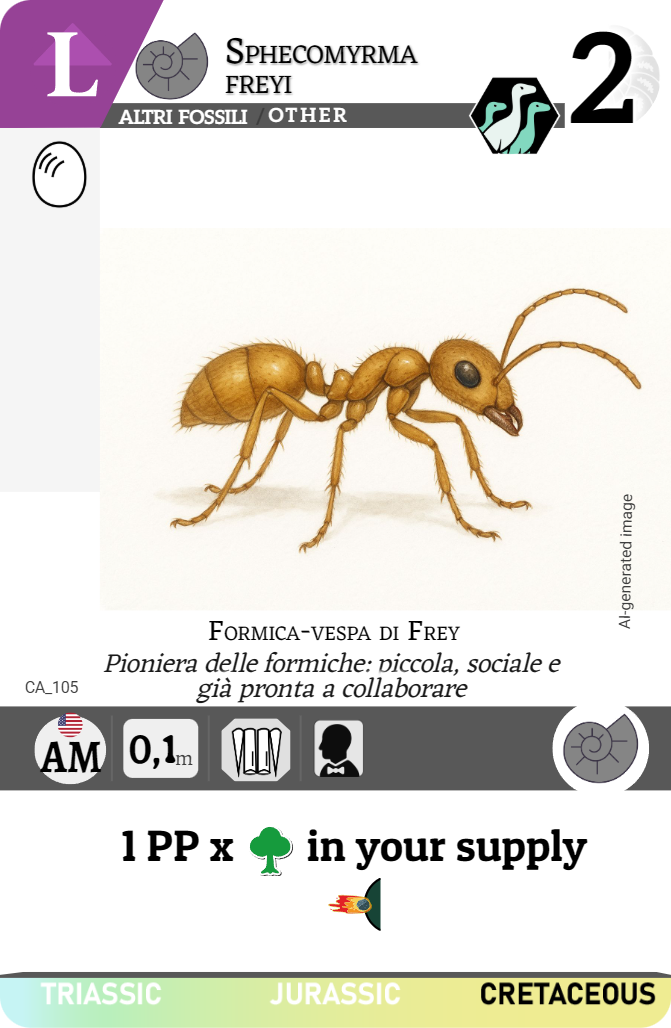 L
SPHECOMYRMA
FREYI
2
ALTRI FOSSILI / OTHER
AI-generated image
FORMICA-VESPA DI FREY
Pioniera delle formiche: piccola, sociale e
già pronta a collaborare
CA_105
AM
0,1m
1 PP x in your supply
TRIASSIC JURASSIC CRETACEOUS